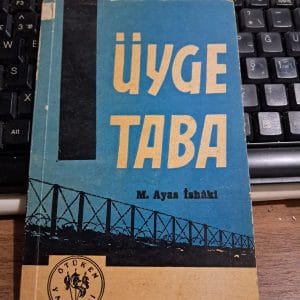 ÜYGE
TABA
M. Ayas İshâki
ÖTÜKEN